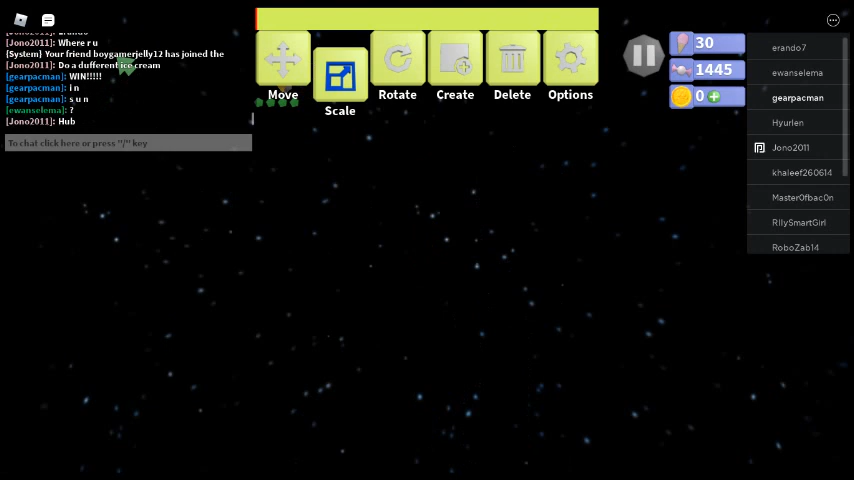 [Jono2011]: Erando
[Jono2011]: Where r u
{System} Your friend boygamerjelly12 has joined the
[Jono2011]: Do a dufferent ice cream
[gearpacman]: WIN!!!!!
[gearpacman]: i n
[gearpacman]: s u n
[ewanselema]: ?
[Jono2011]: Hub
To chat click here or press "/" key
Move
Scale
Rotate
Create
Delete
Options
30
1445
0
erando7
ewanselema
gearpacman
Hyurlen
Jono2011
khaleef260614
Master0fbac0n
RilySmartGirl
RoboZab14